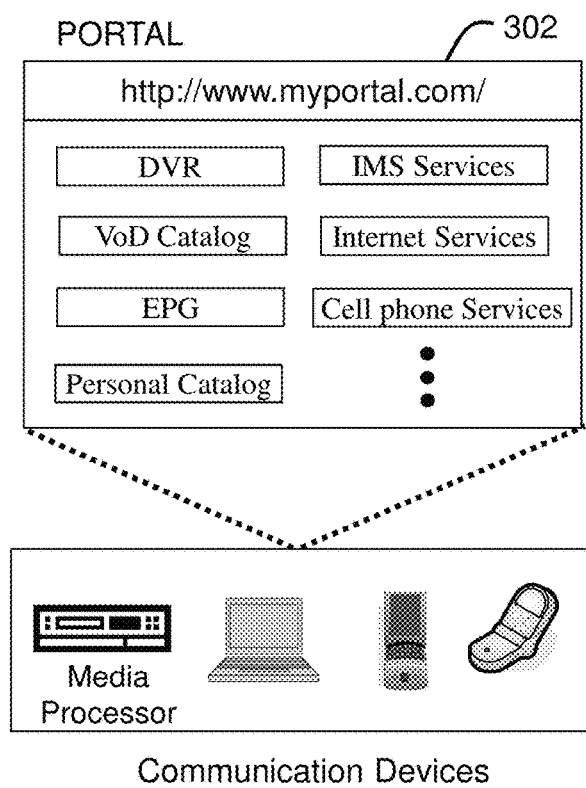 PORTAL
302
http://www.myportal.com/
DVR
IMS Services
VoD Catalog
Internet Services
EPG
Cell phone Services
Personal Catalog
Media
Processor
Communication Devices